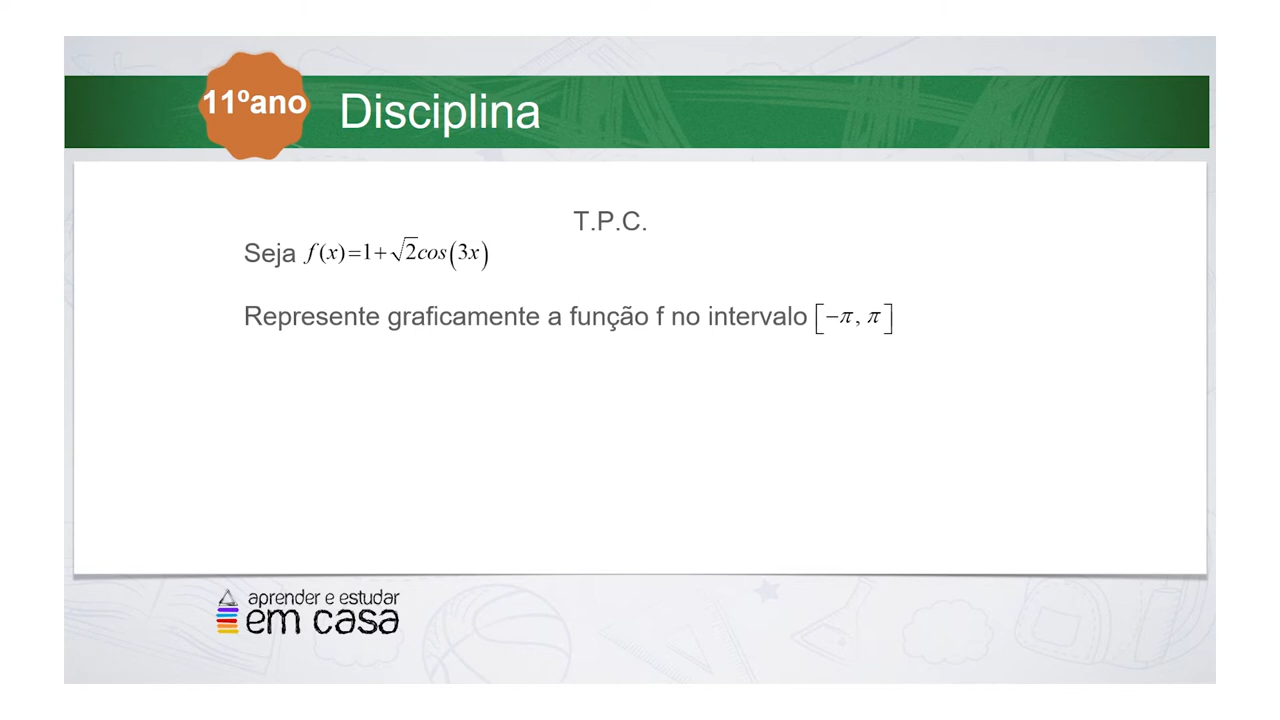 11ºano
Disciplina
T.P.C.
Seja f(x)=1+√2cos(3x)
Represente graficamente a função f no intervalo [−π, π]
aprender e estudar
em casa